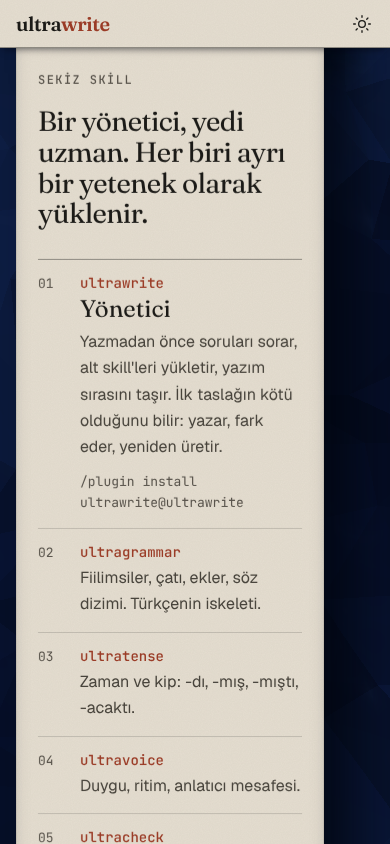 ultrawrite
SEKİZ SKİLL
Bir yönetici, yedi
uzman. Her biri ayrı
bir yetenek olarak
yüklenir.
01 ultrawrite
Yönetici
Yazmadan önce soruları sorar,
alt skill'leri yükletir, yazım
sırasını taşır. İlk taslağın kötü
olduğunu bilir: yazar, fark
eder, yeniden üretir.
/plugin install
ultrawrite@ultrawrite
02 ultragrammar
Fiilimsiler, çatı, ekler, söz
dizimi. Türkçenin iskeleti.
03 ultratense
Zaman ve kip: -dı, -mış, -mıştı,
-acaktı.
04 ultravoice
Duygu, ritim, anlatıcı mesafesi.
05 ultracheck